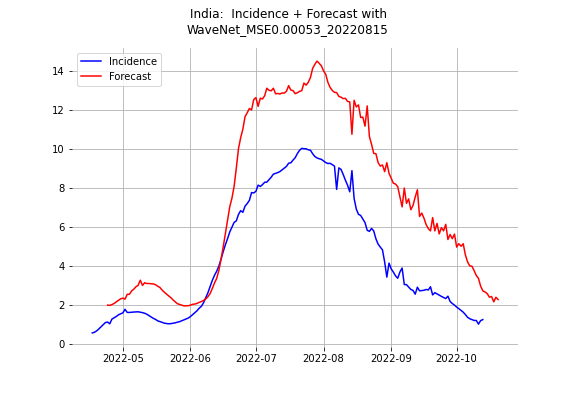 India:  Incidence + Forecast with
WaveNet_MSE0.00053_20220815
Incidence
Forecast
14
12
10
8
6
4
2
0
2022-05 2022-06 2022-07 2022-08 2022-09 2022-10